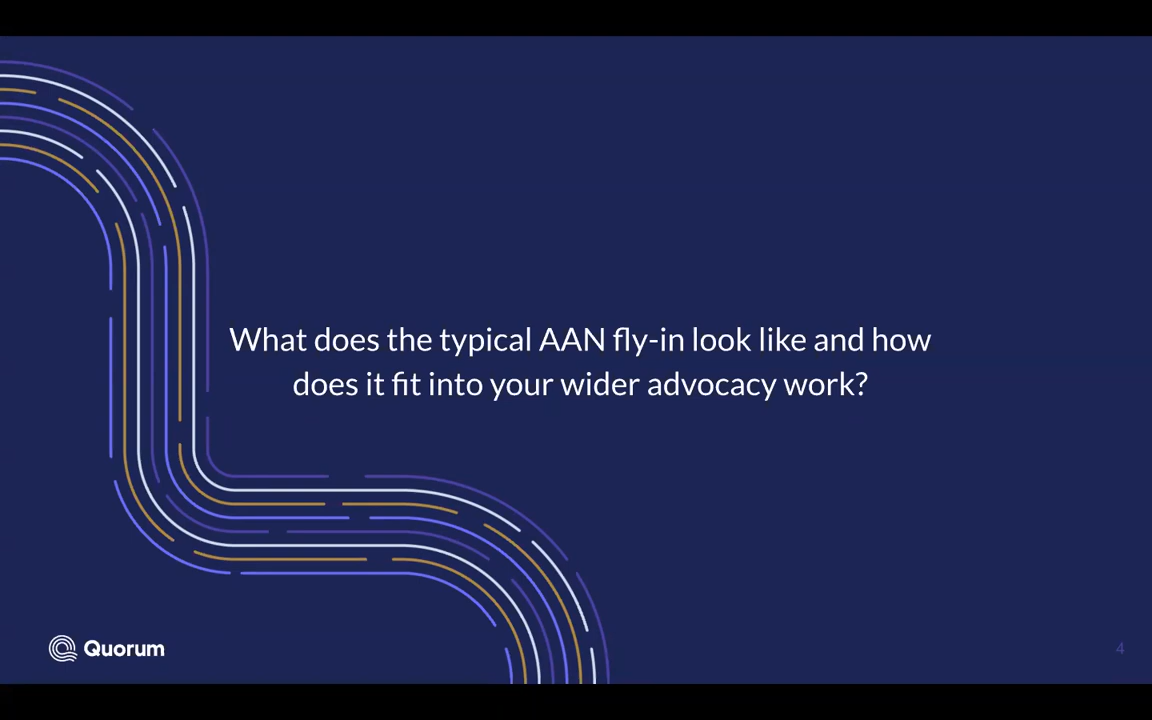 What does the typical AAN fly-in look like and how
does it fit into your wider advocacy work?
Quorum
4